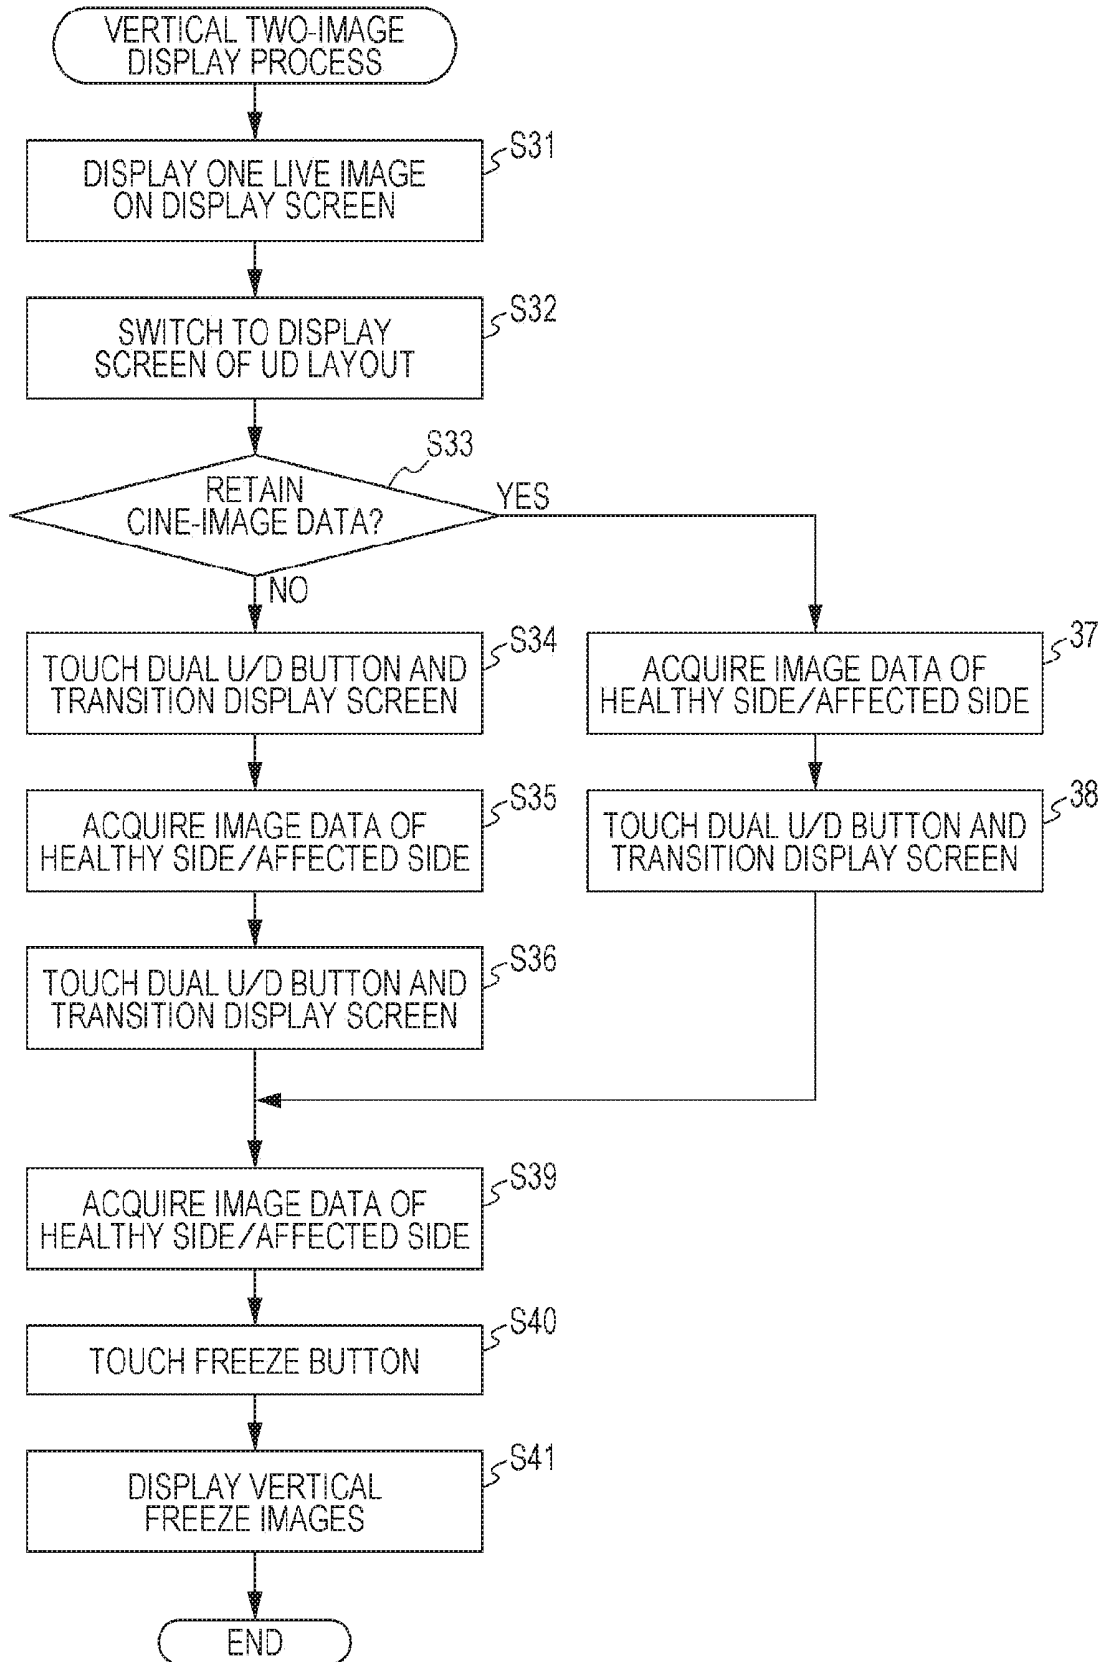 VERTICAL TWO-IMAGE
DISPLAY PROCESS
S31
DISPLAY ONE LIVE IMAGE
ON DISPLAY SCREEN
S32
SWITCH TO DISPLAY
SCREEN OF UD LAYOUT
S33
RETAIN
CINE-IMAGE DATA?
YES
NO
S34
TOUCH DUAL U/D BUTTON AND
TRANSITION DISPLAY SCREEN
37
ACQUIRE IMAGE DATA OF
HEALTHY SIDE/AFFECTED SIDE
S35
ACQUIRE IMAGE DATA OF
HEALTHY SIDE/AFFECTED SIDE
38
TOUCH DUAL U/D BUTTON AND
TRANSITION DISPLAY SCREEN
S36
TOUCH DUAL U/D BUTTON AND
TRANSITION DISPLAY SCREEN
S39
ACQUIRE IMAGE DATA OF
HEALTHY SIDE/AFFECTED SIDE
S40
TOUCH FREEZE BUTTON
S41
DISPLAY VERTICAL
FREEZE IMAGES
END